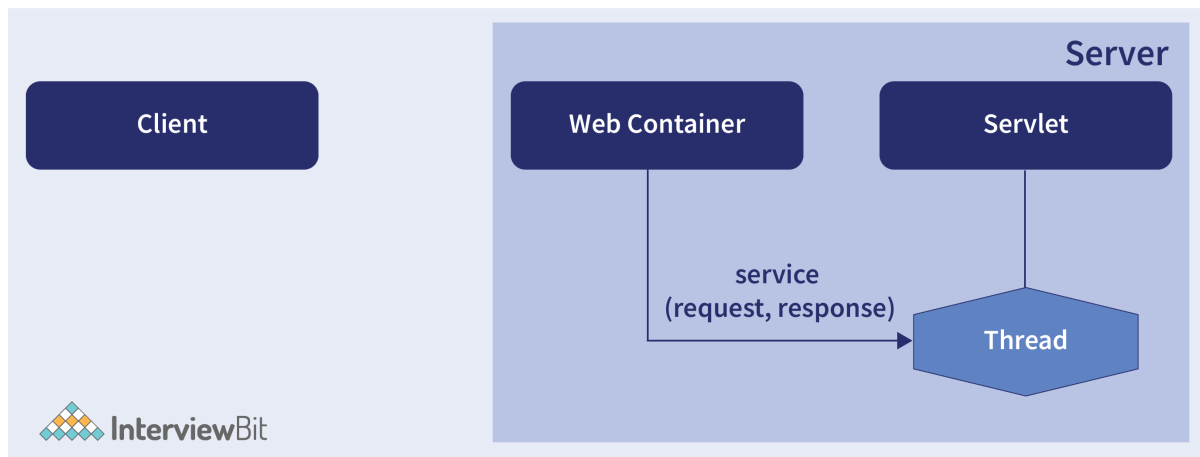 Server
Client
Web Container
Servlet
service
(request, response)
Thread
InterviewBit